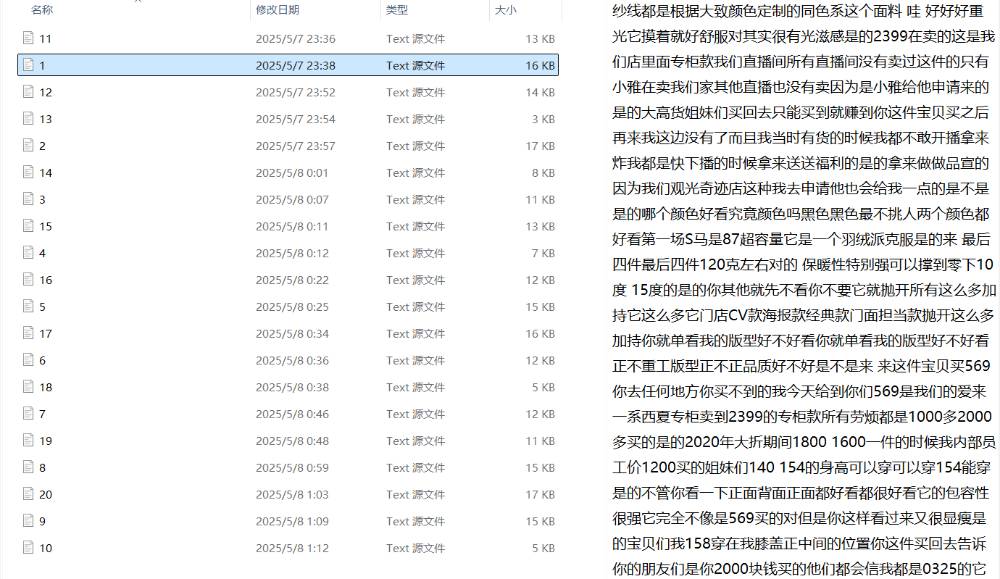 名称 修改日期 类型 大小
11 2025/5/7 23:36 Text 源文件 13 KB
1 2025/5/7 23:38 Text 源文件 16 KB
12 2025/5/7 23:52 Text 源文件 14 KB
13 2025/5/7 23:54 Text 源文件 3 KB
2 2025/5/7 23:57 Text 源文件 17 KB
14 2025/5/8 0:01 Text 源文件 8 KB
3 2025/5/8 0:07 Text 源文件 11 KB
15 2025/5/8 0:11 Text 源文件 13 KB
4 2025/5/8 0:12 Text 源文件 7 KB
16 2025/5/8 0:22 Text 源文件 12 KB
5 2025/5/8 0:25 Text 源文件 15 KB
17 2025/5/8 0:34 Text 源文件 16 KB
6 2025/5/8 0:36 Text 源文件 12 KB
18 2025/5/8 0:38 Text 源文件 5 KB
7 2025/5/8 0:46 Text 源文件 12 KB
19 2025/5/8 0:48 Text 源文件 11 KB
8 2025/5/8 0:59 Text 源文件 15 KB
20 2025/5/8 1:03 Text 源文件 17 KB
9 2025/5/8 1:09 Text 源文件 15 KB
10 2025/5/8 1:12 Text 源文件 5 KB
纱线都是根据大致颜色定制的同色系这个面料 哇 好好好重
光它摸着就好舒服对其实很有光滋感是的2399在卖的这是我
们店里面专柜款我们直播间所有直播间没有卖过这件的只有
小雅在卖我们家其他直播也没有卖因为是小雅给他申请来的
是的大高货姐妹们买回去只能买到就赚到你这件宝贝买之后
再来我这边没有了而且我当时有货的时候我都不敢开播拿来
炸我都是快下播的时候拿来送送福利的是的拿来做做品宣的
因为我们观光奇迹店这种我去申请他也会给我一点的是不是
是的哪个颜色好看究竟颜色吗黑色黑色最不挑人两个颜色都
好看第一场S马是87超容量它是一个羽绒派克服是的来 最后
四件最后四件120克左右对的 保暖性特别强可以撑到零下10
度 15度的是的你其他就先不看你不要它就抛开所有这么多加
持它这么多它门店CV款海报款经典款门面担当款抛开这么多
加持你就单看我的版型好不好看你就单看我的版型好不好看
正不重工版型正不正品质好不好是不是来 来这件宝贝买569
你去任何地方你买不到的我今天给到你们569是我们的爱来
一系西夏专柜卖到2399的专柜款所有劳烦都是1000多2000
多买的是的2020年大折期间1800 1600一件的时候我内部员
工价1200买的姐妹们140 154的身高可以穿可以穿154能穿
是的不管你看一下正面背面正面都好看都很好看它的包容性
很强它完全不像是569买的对但是你这样看过来又很显瘦是
的宝贝们我158穿在我膝盖正中间的位置你这件买回去告诉
你的朋友们是你2000块钱买的他们都会信我都是0325的它